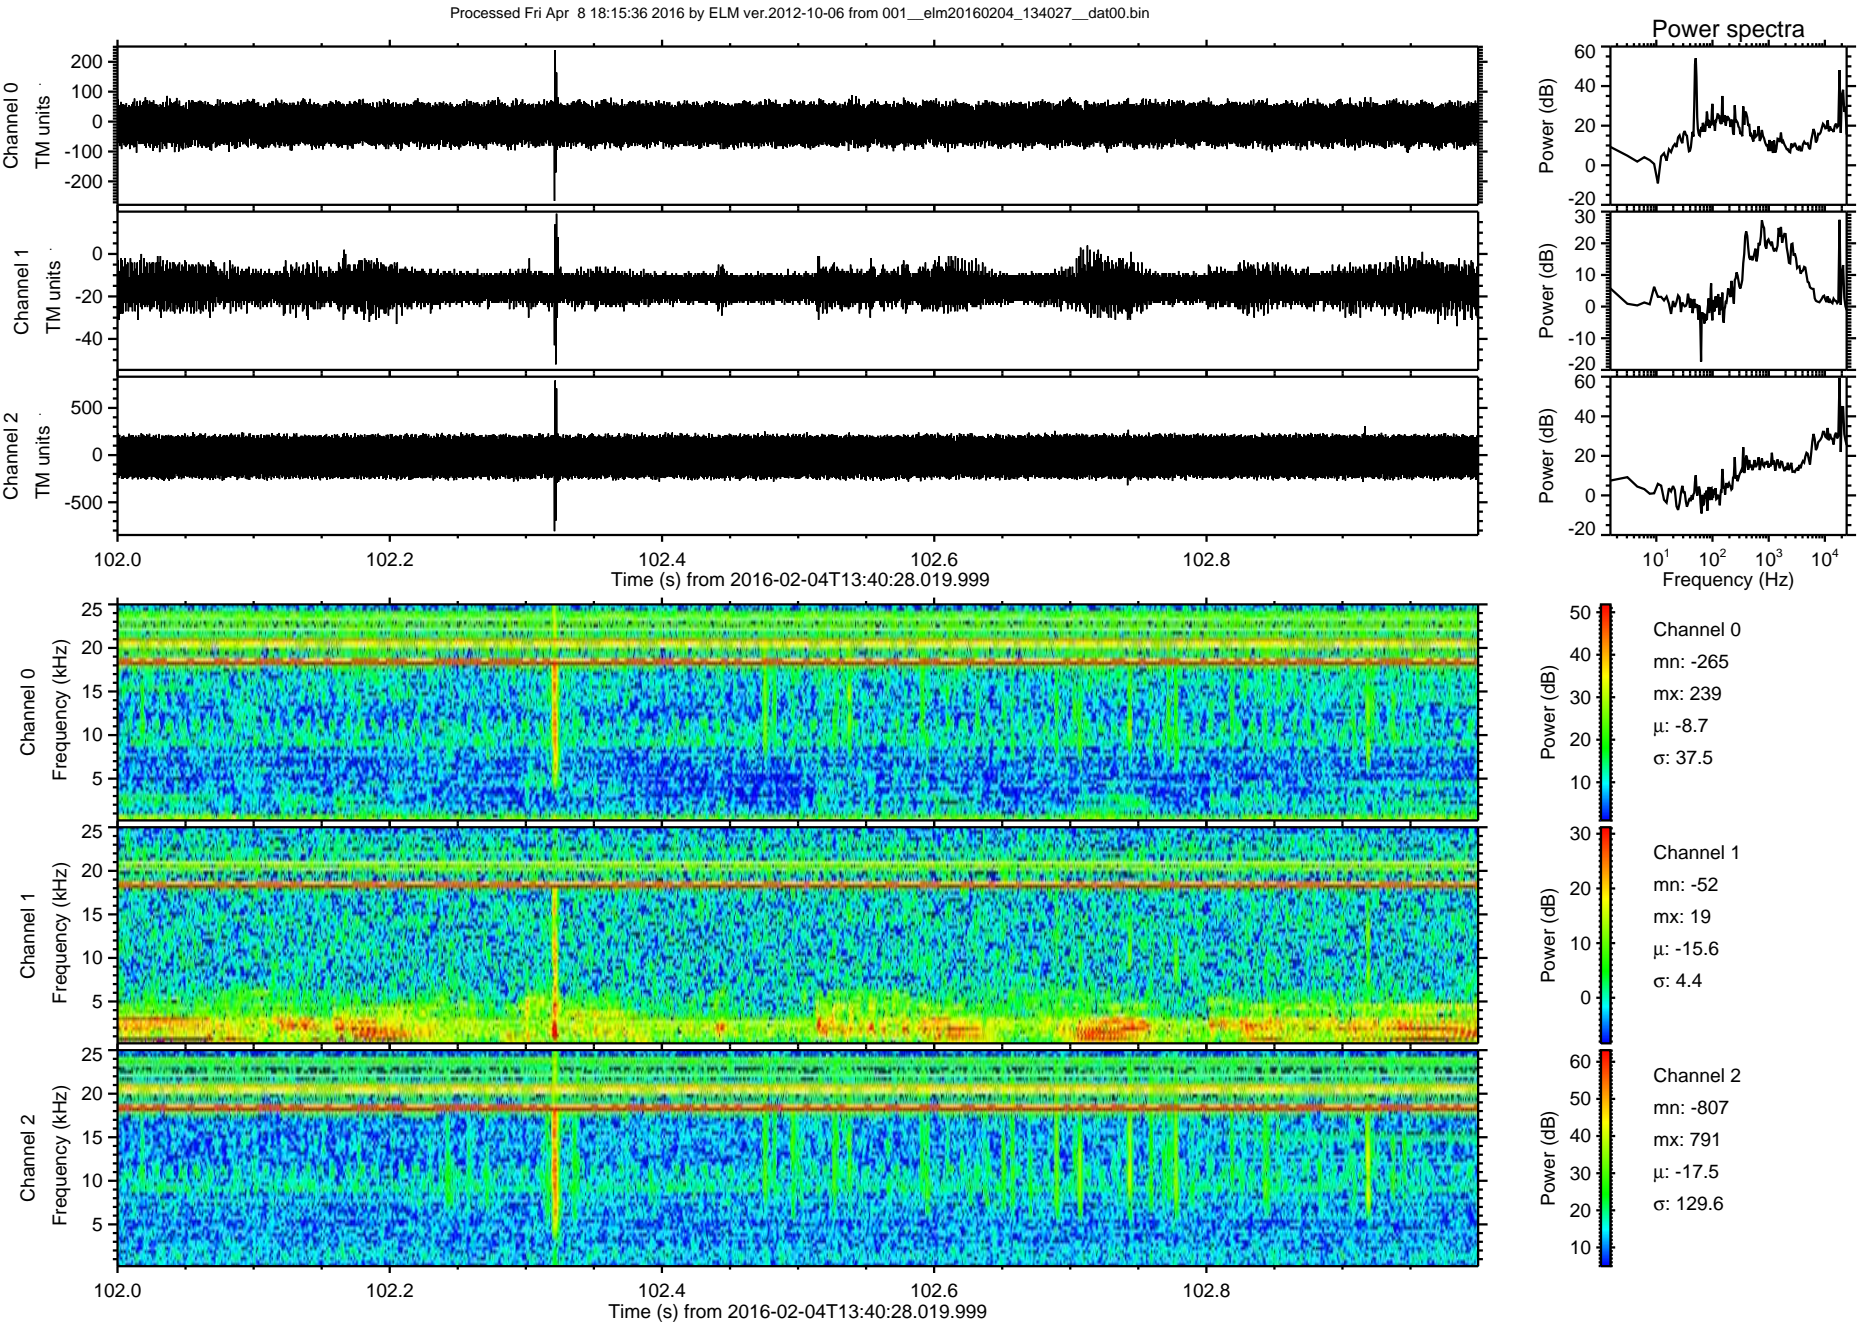 Processed Fri Apr  8 18:15:36 2016 by ELM ver.2012-10-06 from 001__elm20160204_134027__dat00.bin
Power spectra
Channel 0
TM units
200
100
0
-100
-200
Power (dB)
60
40
20
0
-20
Channel 1
TM units
0
-20
-40
Power (dB)
30
20
10
0
-10
-20
Channel 2
TM units
500
0
-500
Power (dB)
60
40
20
0
-20
102.0 102.2 102.4 102.6 102.8
Time (s) from 2016-02-04T13:40:28.019.999
10¹ 10² 10³ 10⁴
Frequency (Hz)
Channel 0
Frequency (kHz)
25
20
15
10
5
Power (dB)
50
40
30
20
10
Channel 0
mn: -265
mx: 239
µ: -8.7
σ: 37.5
Channel 1
Frequency (kHz)
25
20
15
10
5
Power (dB)
30
20
10
0
Channel 1
mn: -52
mx: 19
µ: -15.6
σ: 4.4
Channel 2
Frequency (kHz)
25
20
15
10
5
Power (dB)
60
50
40
30
20
10
Channel 2
mn: -807
mx: 791
µ: -17.5
σ: 129.6
102.0 102.2 102.4 102.6 102.8
Time (s) from 2016-02-04T13:40:28.019.999